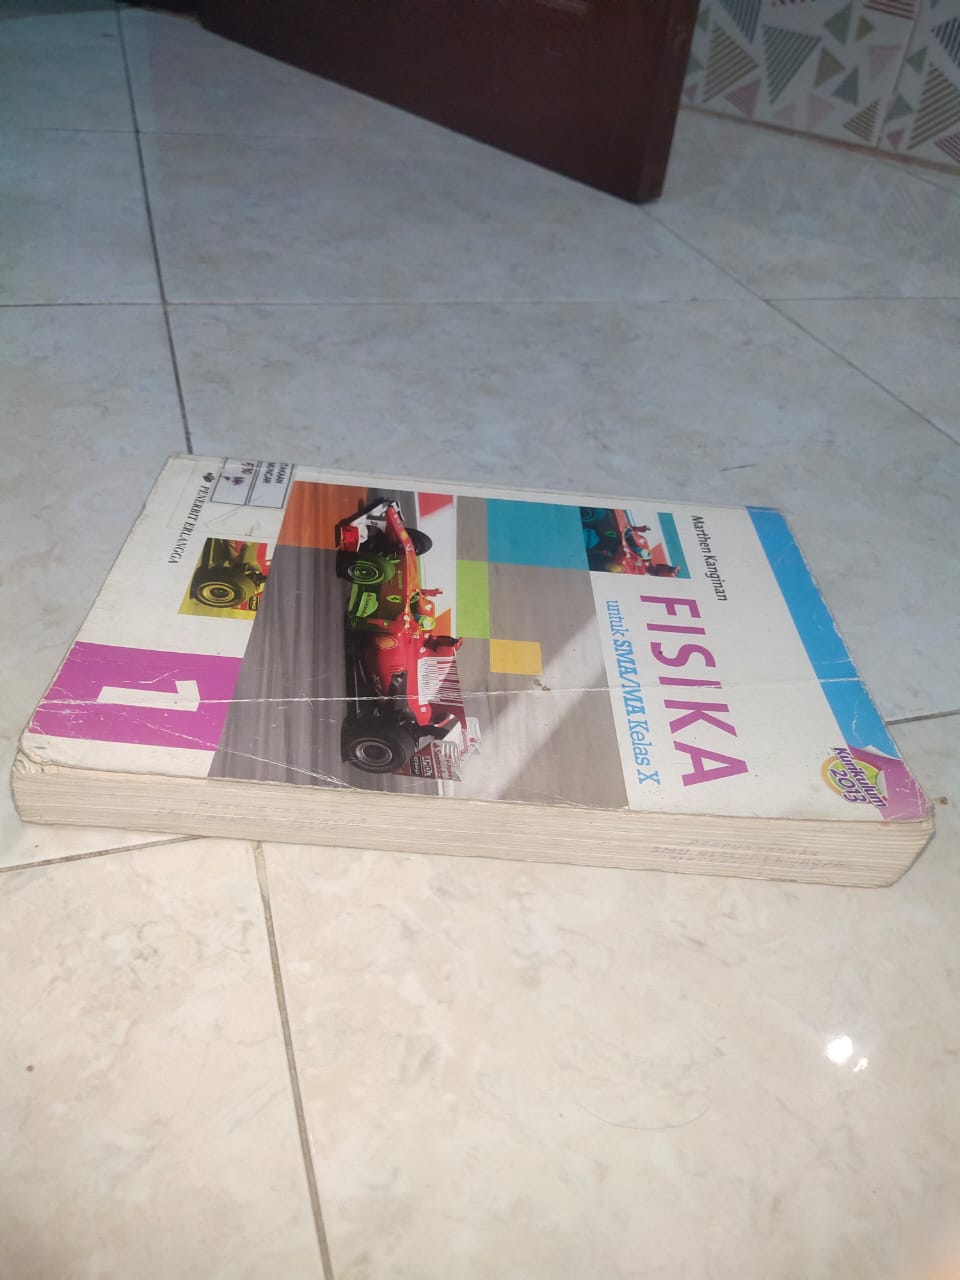 Kurikulum
2013
Marthen Kanginan
FISIKA
untuk SMA/MA Kelas X
1
PENERBIT ERLANGGA